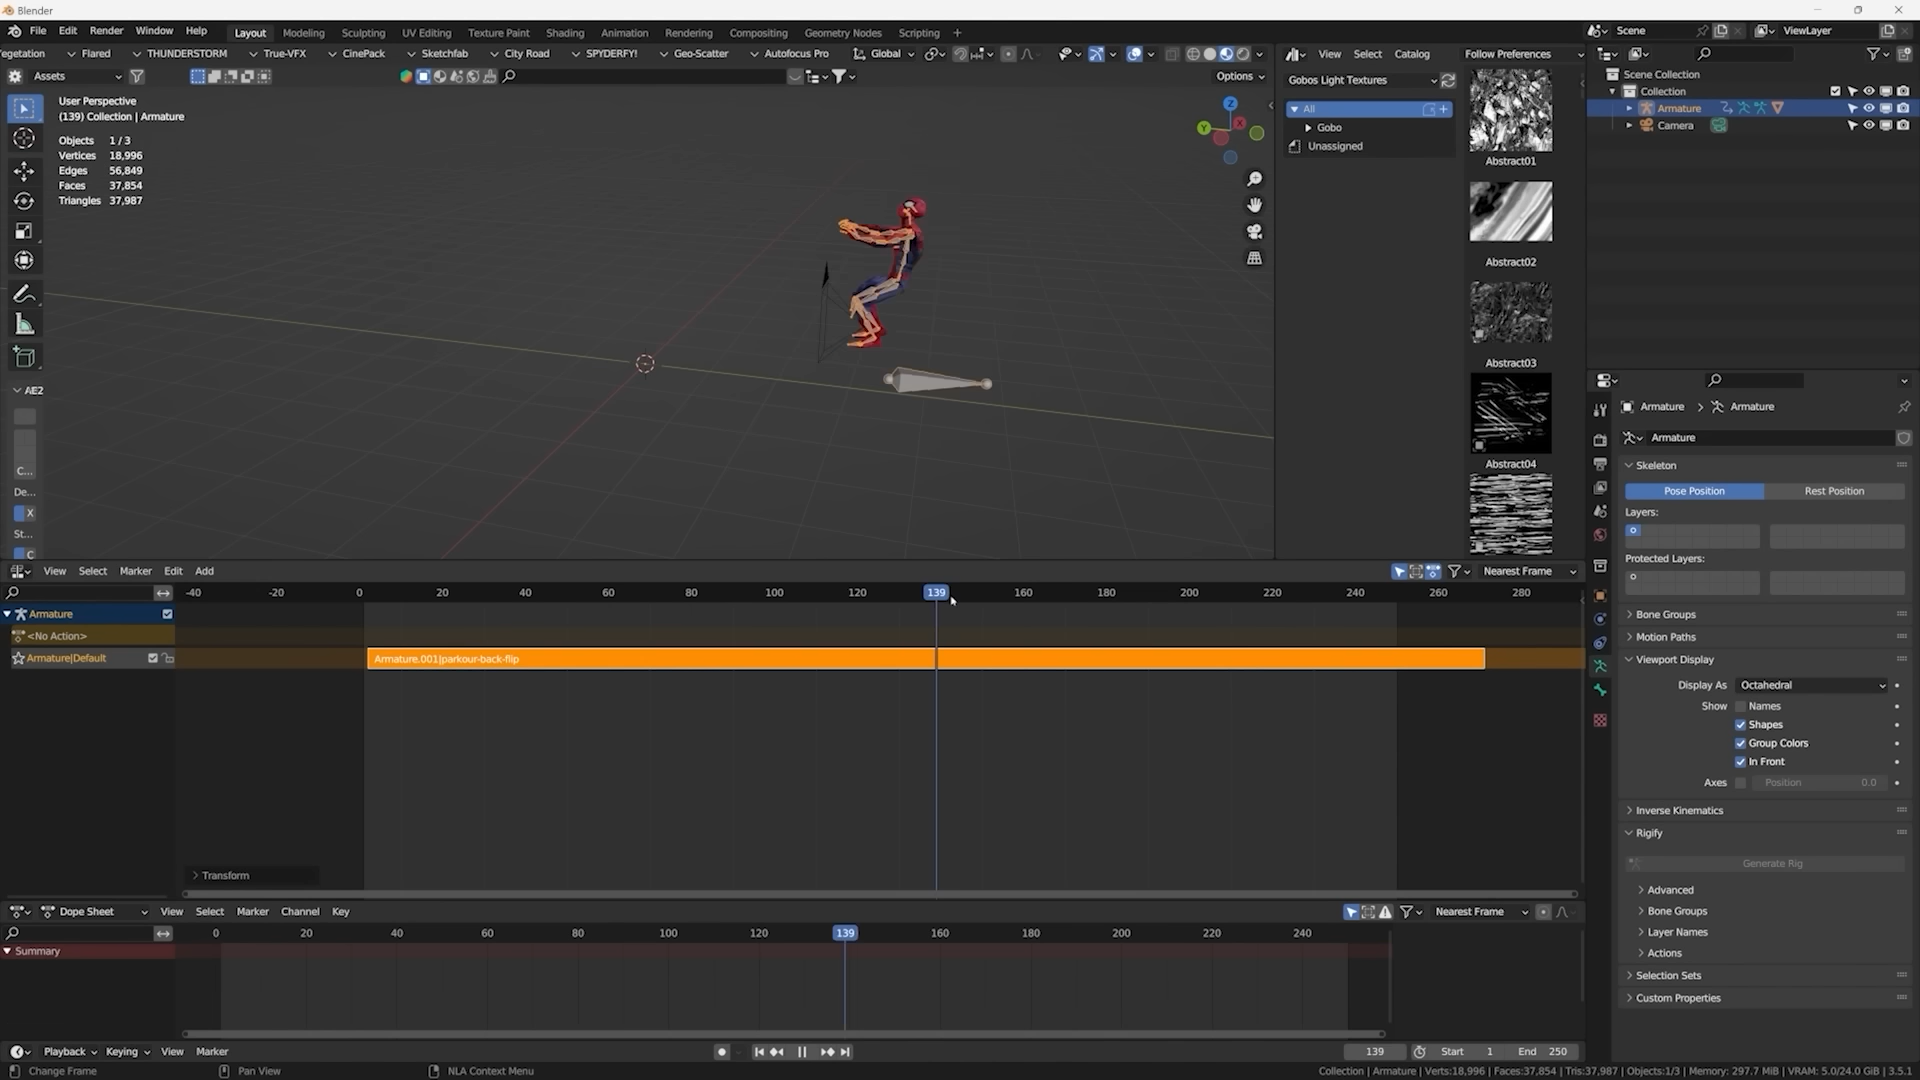 Blender
File Edit Render Window Help Layout Modeling Sculpting UV Editing Texture Paint Shading Animation Rendering Compositing Geometry Nodes Scripting +
Scene ViewLayer
egetation Flared THUNDERSTORM True-VFX CinePack Sketchfab City Road SPYDERFY! Geo-Scatter Autofocus Pro Global
View Select Catalog Follow Preferences
Assets Options
Gobos Light Textures
All
Gobo
Unassigned
Abstract01
Abstract02
Abstract03
Abstract04
Scene Collection
Collection
Armature
Camera
User Perspective
(139) Collection | Armature
Objects 1 / 3
Vertices 18,996
Edges 56,849
Faces 37,854
Triangles 37,987
Z
Y
X
AE2
C...
De...
X
St...
C
View Select Marker Edit Add Nearest Frame
-40 -20 0 20 40 60 80 100 120 139 160 180 200 220 240 260 280
Armature
<No Action>
Armature|Default
Armature.001|parkour-back-flip
Transform
Dope Sheet View Select Marker Channel Key Nearest Frame
0 20 40 60 80 100 120 139 160 180 200 220 240
Summary
Playback Keying View Marker
139 Start 1 End 250
Change Frame Pan View NLA Context Menu
Collection | Armature | Verts:18,996 | Faces:37,854 | Tris:37,987 | Objects:1/3 | Memory: 297.7 MiB | VRAM: 5.0/24.0 GiB | 3.5.1
Armature > Armature
Armature
Skeleton
Pose Position Rest Position
Layers:
Protected Layers:
Bone Groups
Motion Paths
Viewport Display
Display As Octahedral
Show Names
Shapes
Group Colors
In Front
Axes Position 0.0
Inverse Kinematics
Rigify
Generate Rig
Advanced
Bone Groups
Layer Names
Actions
Selection Sets
Custom Properties